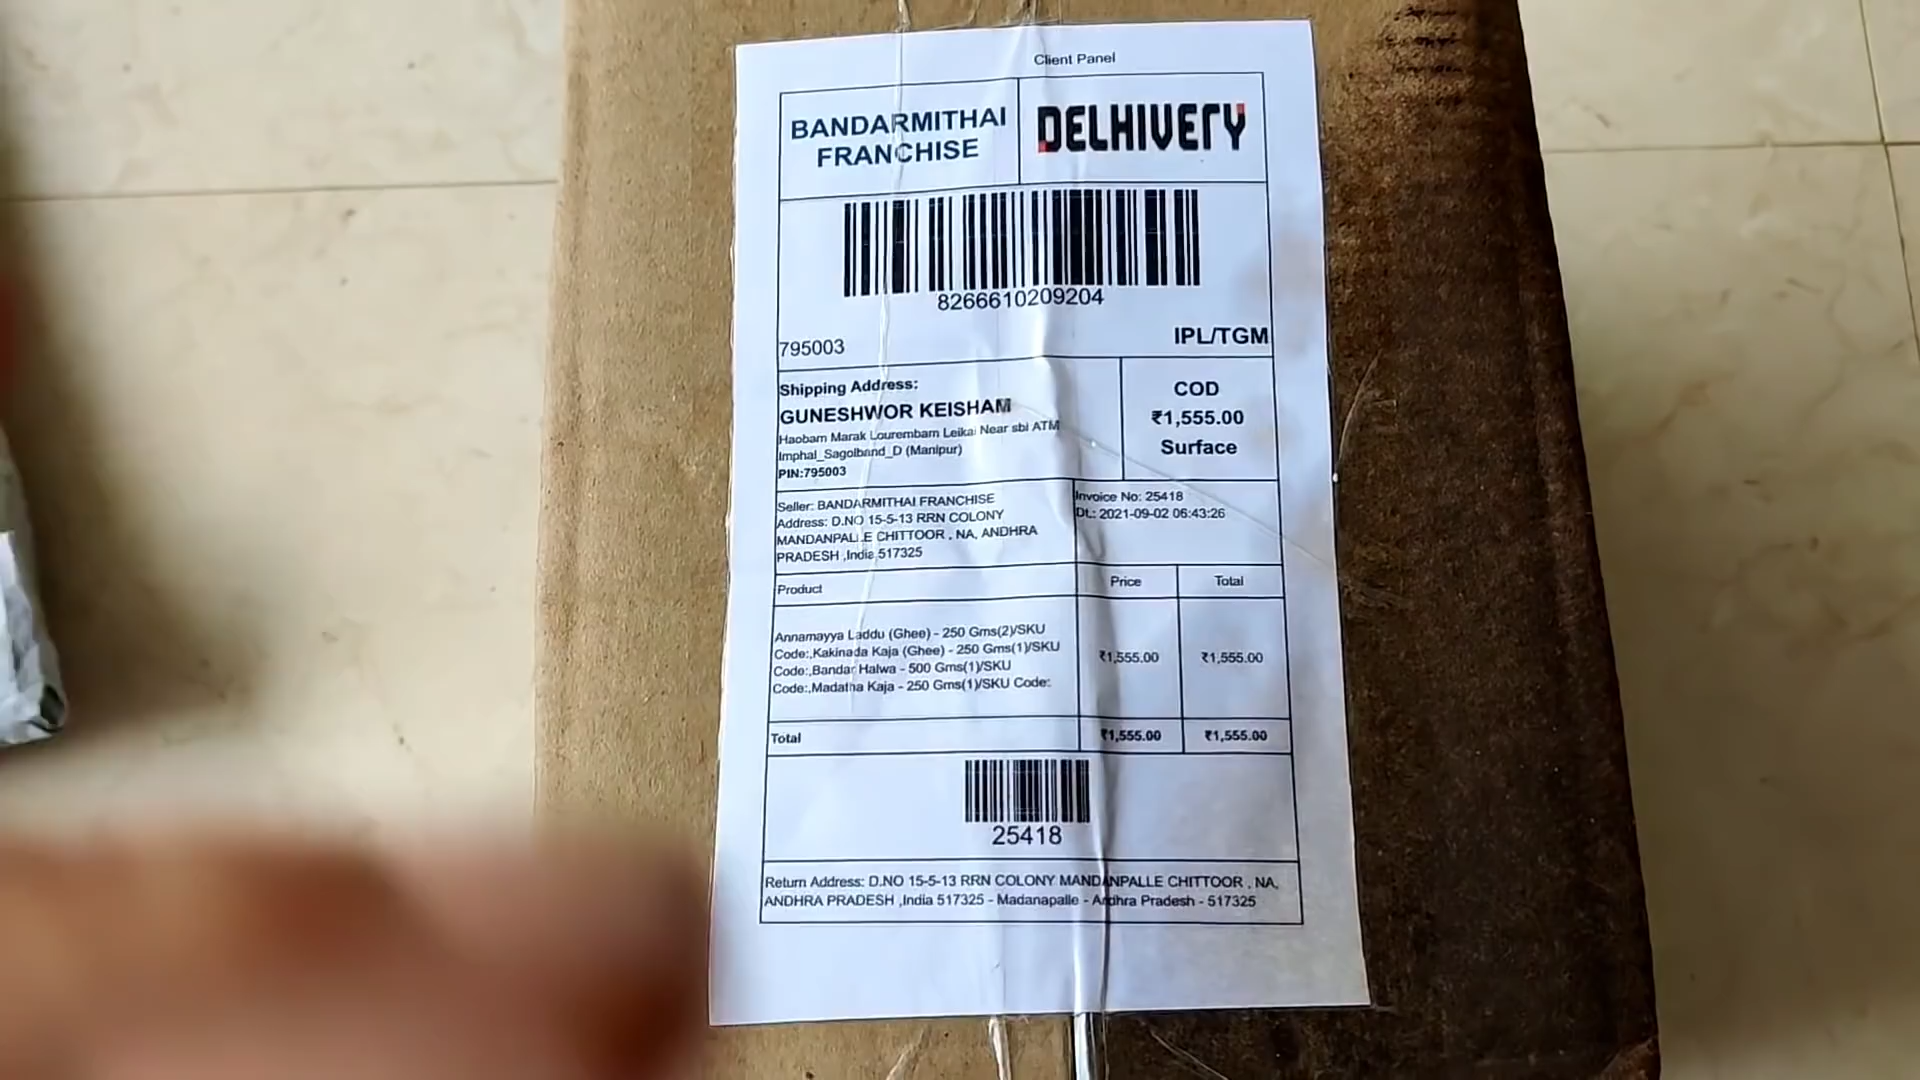 Client Panel
BANDARMITHAI
FRANCHISE
DELHIVERY
8266610209204
795003
IPL/TGM
Shipping Address:
GUNESHWOR KEISHAM
Haobam Marak Lourembam Leikai Near sbi ATM
Imphal_Sagolband_D (Manipur)
PIN:795003
COD
₹1,555.00
Surface
Seller: BANDARMITHAI FRANCHISE
Address: D.NO 15-5-13 RRN COLONY
MANDANPALLE CHITTOOR , NA, ANDHRA
PRADESH ,India 517325
Invoice No: 25418
Dt.: 2021-09-02 06:43:26
Product
Price
Total
Annamayya Laddu (Ghee) - 250 Gms(2)/SKU
Code:,Kakinada Kaja (Ghee) - 250 Gms(1)/SKU
Code:,Bandar Halwa - 500 Gms(1)/SKU
Code:,Madatha Kaja - 250 Gms(1)/SKU Code:
₹1,555.00
₹1,555.00
Total
₹1,555.00
₹1,555.00
25418
Return Address: D.NO 15-5-13 RRN COLONY MANDANPALLE CHITTOOR , NA,
ANDHRA PRADESH ,India 517325 - Madanapalle - Andhra Pradesh - 517325